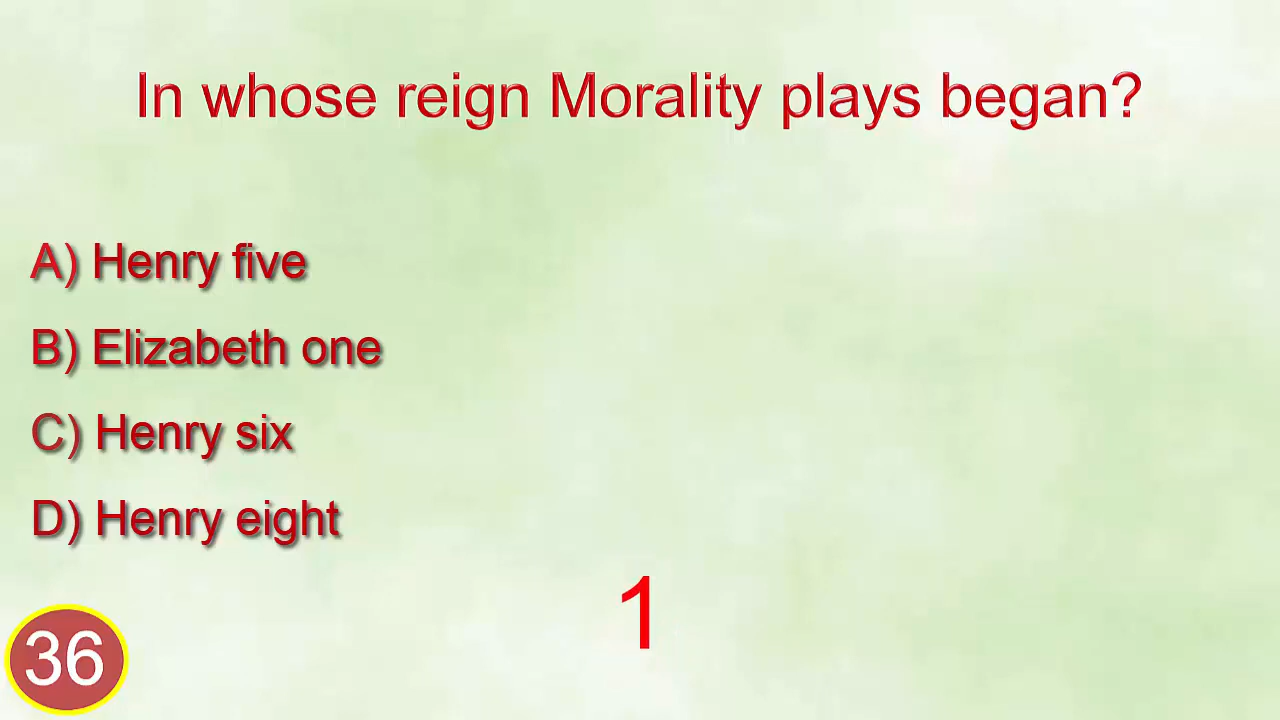 In whose reign Morality plays began?
A) Henry five
B) Elizabeth one
C) Henry six
D) Henry eight
1
36